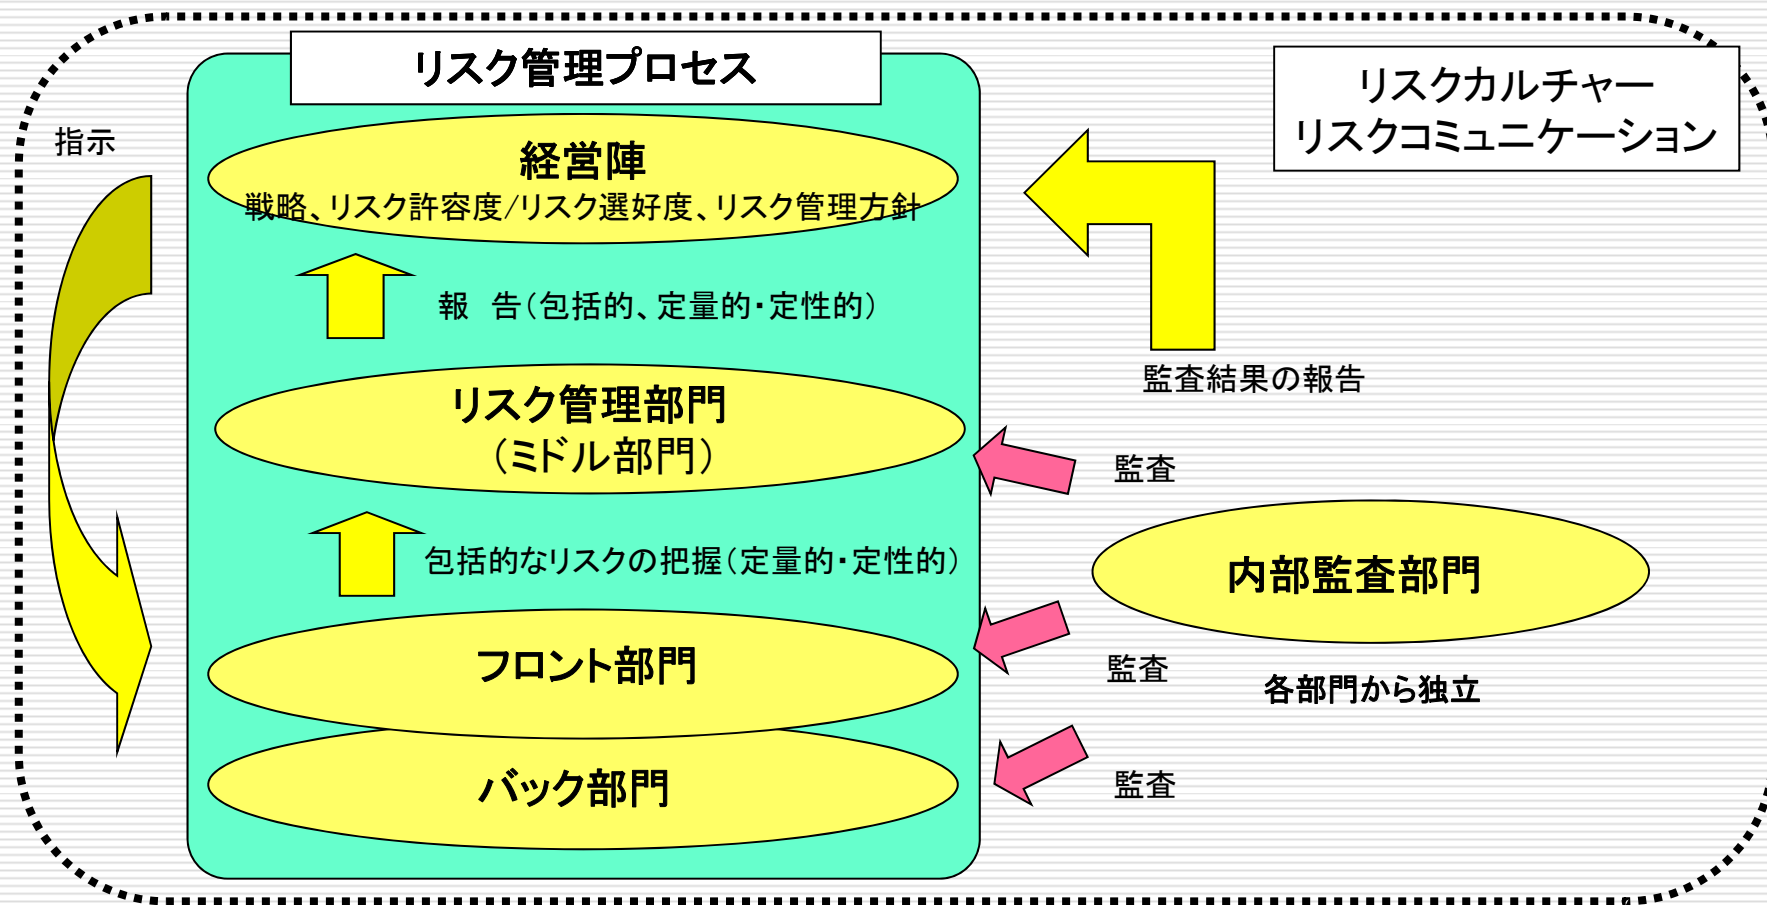 リスク管理プロセス
リスクカルチャー
リスクコミュニケーション
指示
経営陣
戦略、リスク許容度/リスク選好度、リスク管理方針
報　告（包括的、定量的・定性的）
監査結果の報告
リスク管理部門
（ミドル部門）
監査
包括的なリスクの把握（定量的・定性的）
内部監査部門
フロント部門
監査
各部門から独立
バック部門
監査